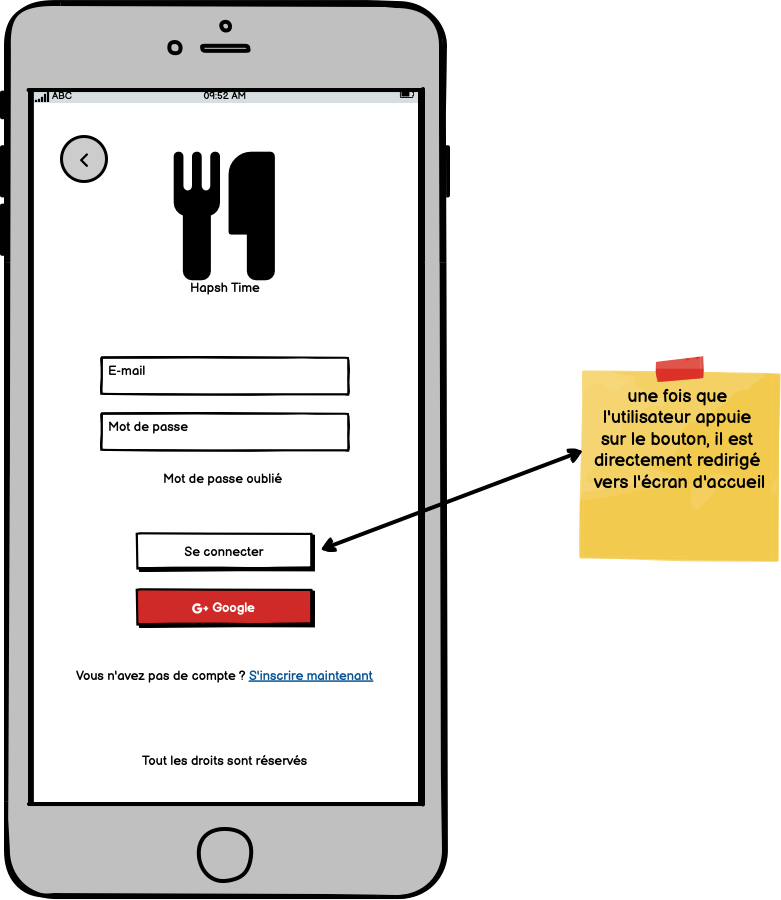 ABC 09:52 AM
Hapsh Time
E-mail
Mot de passe
Mot de passe oublié
Se connecter
G+ Google
Vous n'avez pas de compte ? S'inscrire maintenant
Tout les droits sont réservés
une fois que
l'utilisateur appuie
sur le bouton, il est
directement redirigé
vers l'écran d'accueil